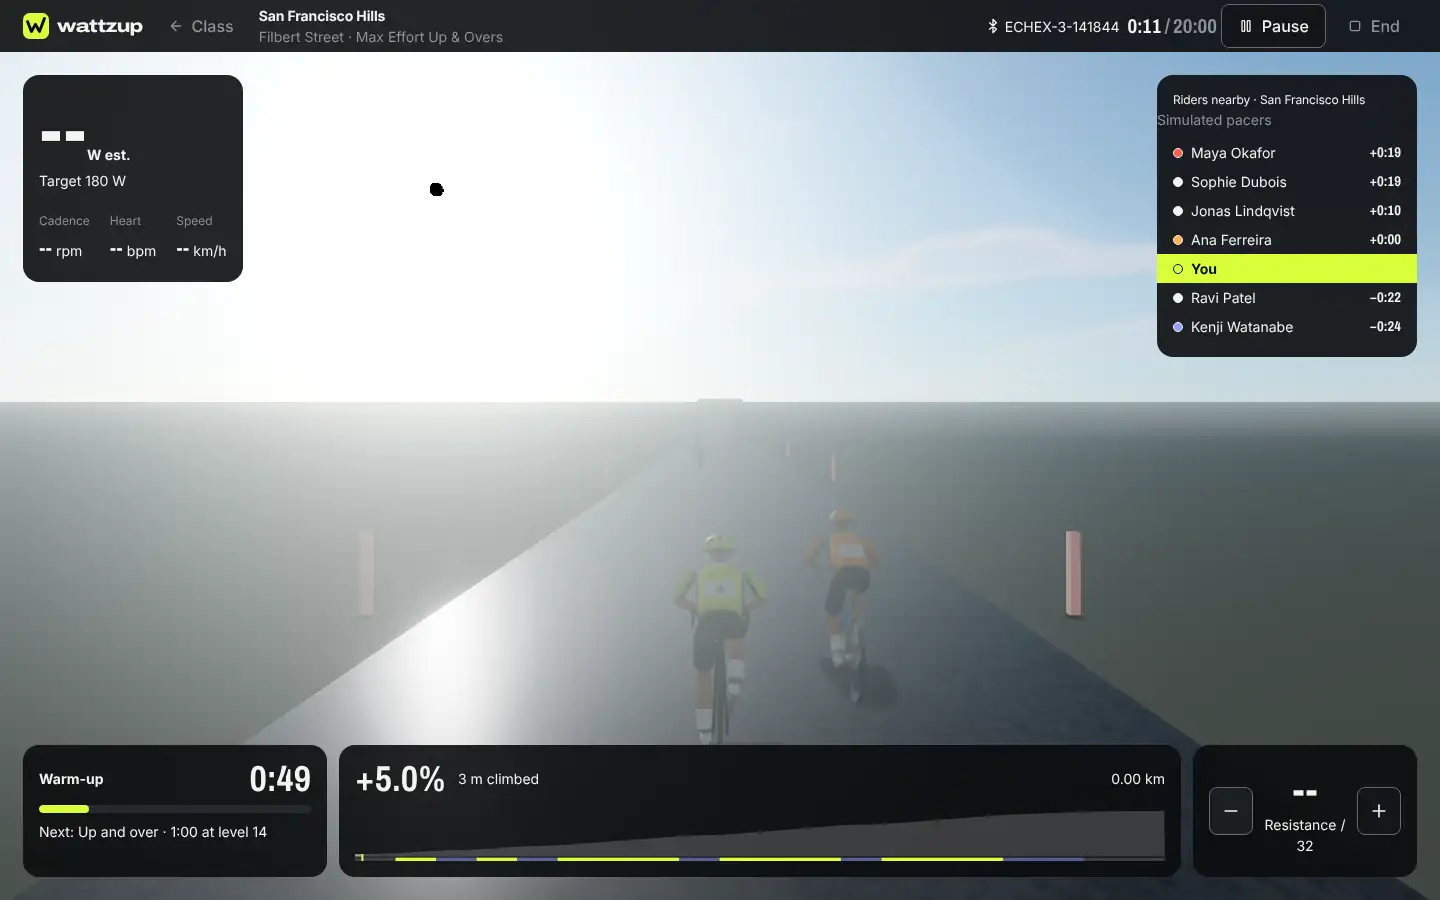 wattzup
← Class
San Francisco Hills
Filbert Street · Max Effort Up & Overs
ECHEX-3-141844
0:11 / 20:00
Pause
End
-- W est.
Target 180 W
Cadence Heart Speed
-- rpm -- bpm -- km/h
Riders nearby · San Francisco Hills
Simulated pacers
Maya Okafor +0:19
Sophie Dubois +0:19
Jonas Lindqvist +0:10
Ana Ferreira +0:00
You
Ravi Patel −0:22
Kenji Watanabe −0:24
Warm-up 0:49
Next: Up and over · 1:00 at level 14
+5.0% 3 m climbed 0.00 km
− -- +
Resistance /
32